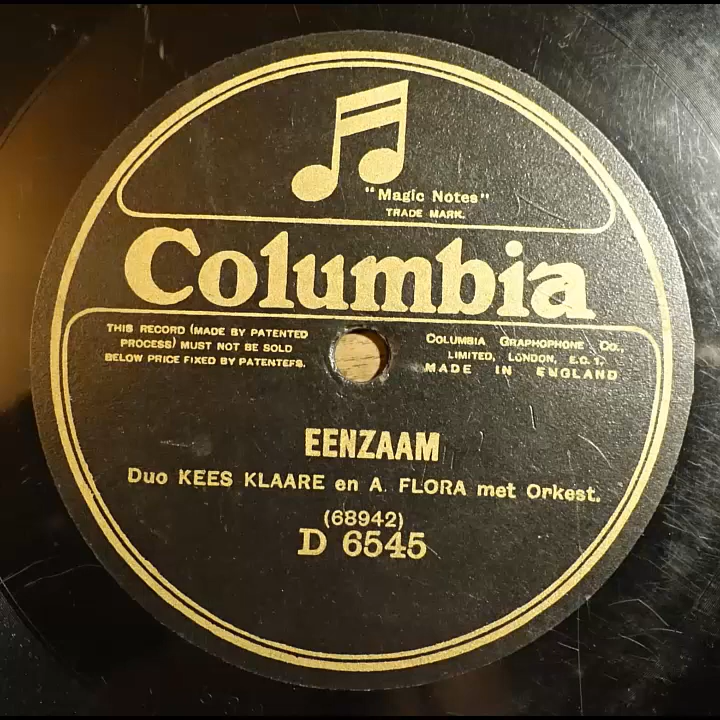 "Magic Notes"
TRADE MARK.
Columbia
THIS RECORD (MADE BY PATENTED
PROCESS) MUST NOT BE SOLD
BELOW PRICE FIXED BY PATENTEES.
COLUMBIA GRAPHOPHONE CO.,
LIMITED, LONDON, E.C.1.
MADE IN ENGLAND
EENZAAM
Duo KEES KLAARE en A. FLORA met Orkest.
(68942)
D 6545